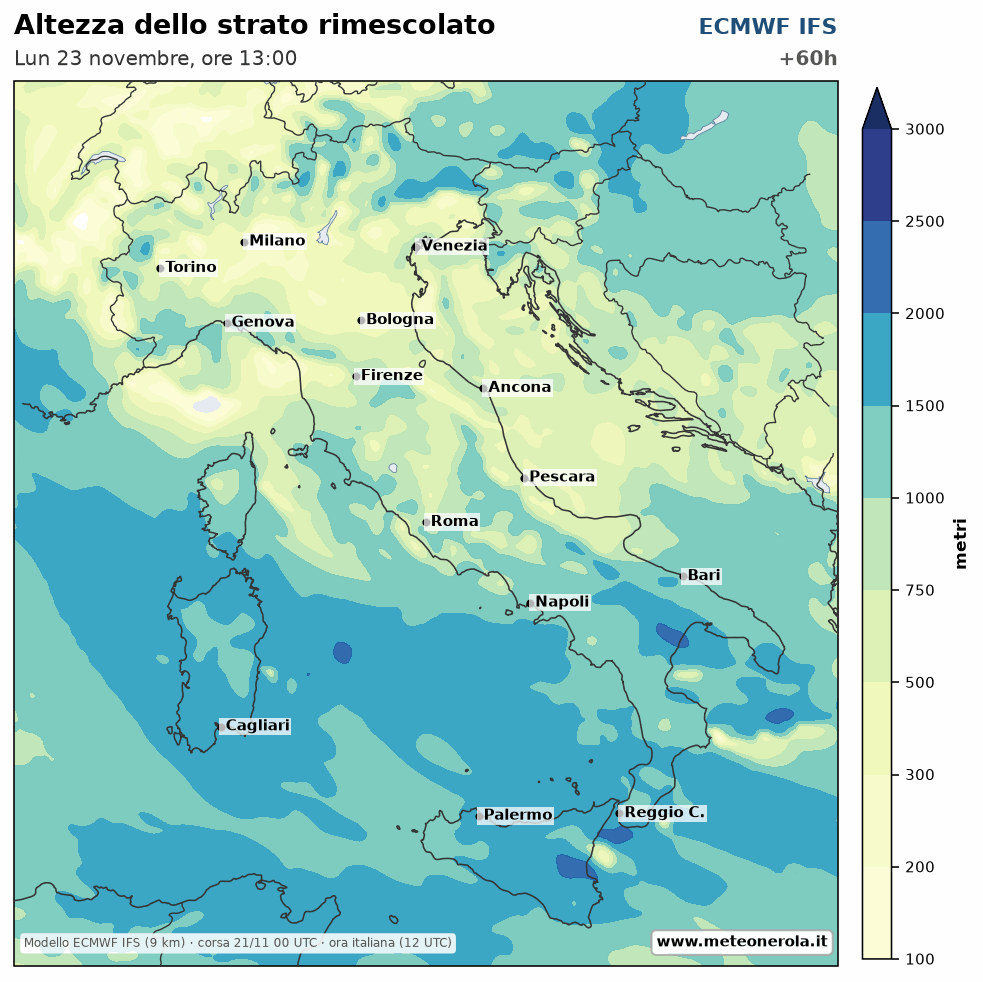 Altezza dello strato rimescolato
ECMWF IFS
Lun 23 novembre, ore 13:00
+60h
Milano
Venezia
Torino
Genova
Bologna
Firenze
Ancona
Pescara
Roma
Bari
Napoli
Cagliari
Palermo
Reggio C.
3000
2500
2000
1500
1000
750
500
300
200
100
metri
Modello ECMWF IFS (9 km) · corsa 21/11 00 UTC · ora italiana (12 UTC)
www.meteonerola.it